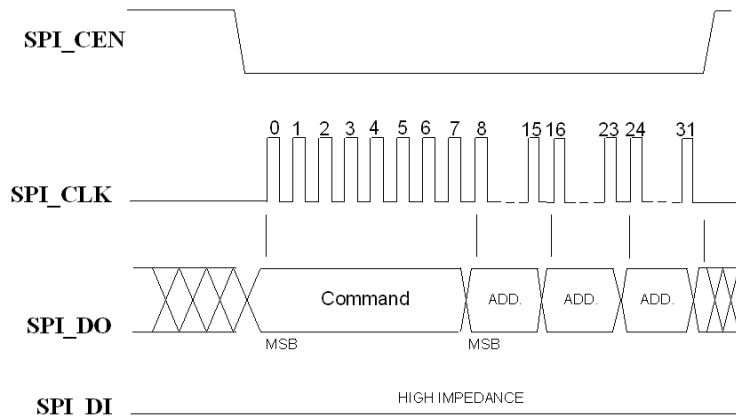 SPI_CEN
0 1 2 3 4 5 6 7 8 15 16 23 24 31
SPI_CLK
Command ADD. ADD. ADD.
SPI_DO
MSB MSB
HIGH IMPEDANCE
SPI_DI